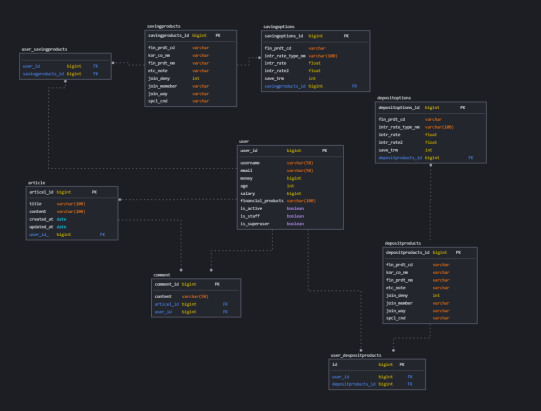 savingproducts
savingproducts_id bigint PK
fin_prdt_cd varchar
kor_co_nm varchar
fin_prdt_nm varchar
etc_note varchar
join_deny int
join_member varchar
join_way varchar
spcl_cnd varchar
savingoptions
savingoptions_id bigint PK
fin_prdt_cd varchar
intr_rate_type_nm varchar(100)
intr_rate float
intr_rate2 float
save_trm int
savingproducts_id bigint FK
user_savingproducts
user_id bigint FK
savingproducts_id bigint FK
depositoptions
depositoptions_id bigint PK
fin_prdt_cd varchar
intr_rate_type_nm varchar(100)
intr_rate float
intr_rate2 float
save_trm int
depositproducts_id bigint FK
user
user_id bigint PK
username varchar(50)
email varchar(50)
money bigint
age int
salary bigint
financial_products varchar(100)
is_active boolean
is_staff boolean
is_superuser boolean
article
articel_id bigint PK
title varchar(100)
content varchar(100)
created_at date
updated_at date
user_id_ bigint FK
comment
comment_id bigint PK
content varchar(50)
articel_id bigint FK
user_id bigint FK
depositproducts
depositproducts_id bigint PK
fin_prdt_cd varchar
kor_co_nm varchar
fin_prdt_nm varchar
etc_note varchar
join_deny int
join_member varchar
join_way varchar
spcl_cnd varchar
user_despositproducts
id bigint PK
user_id bigint FK
depositproducts_id bigint FK